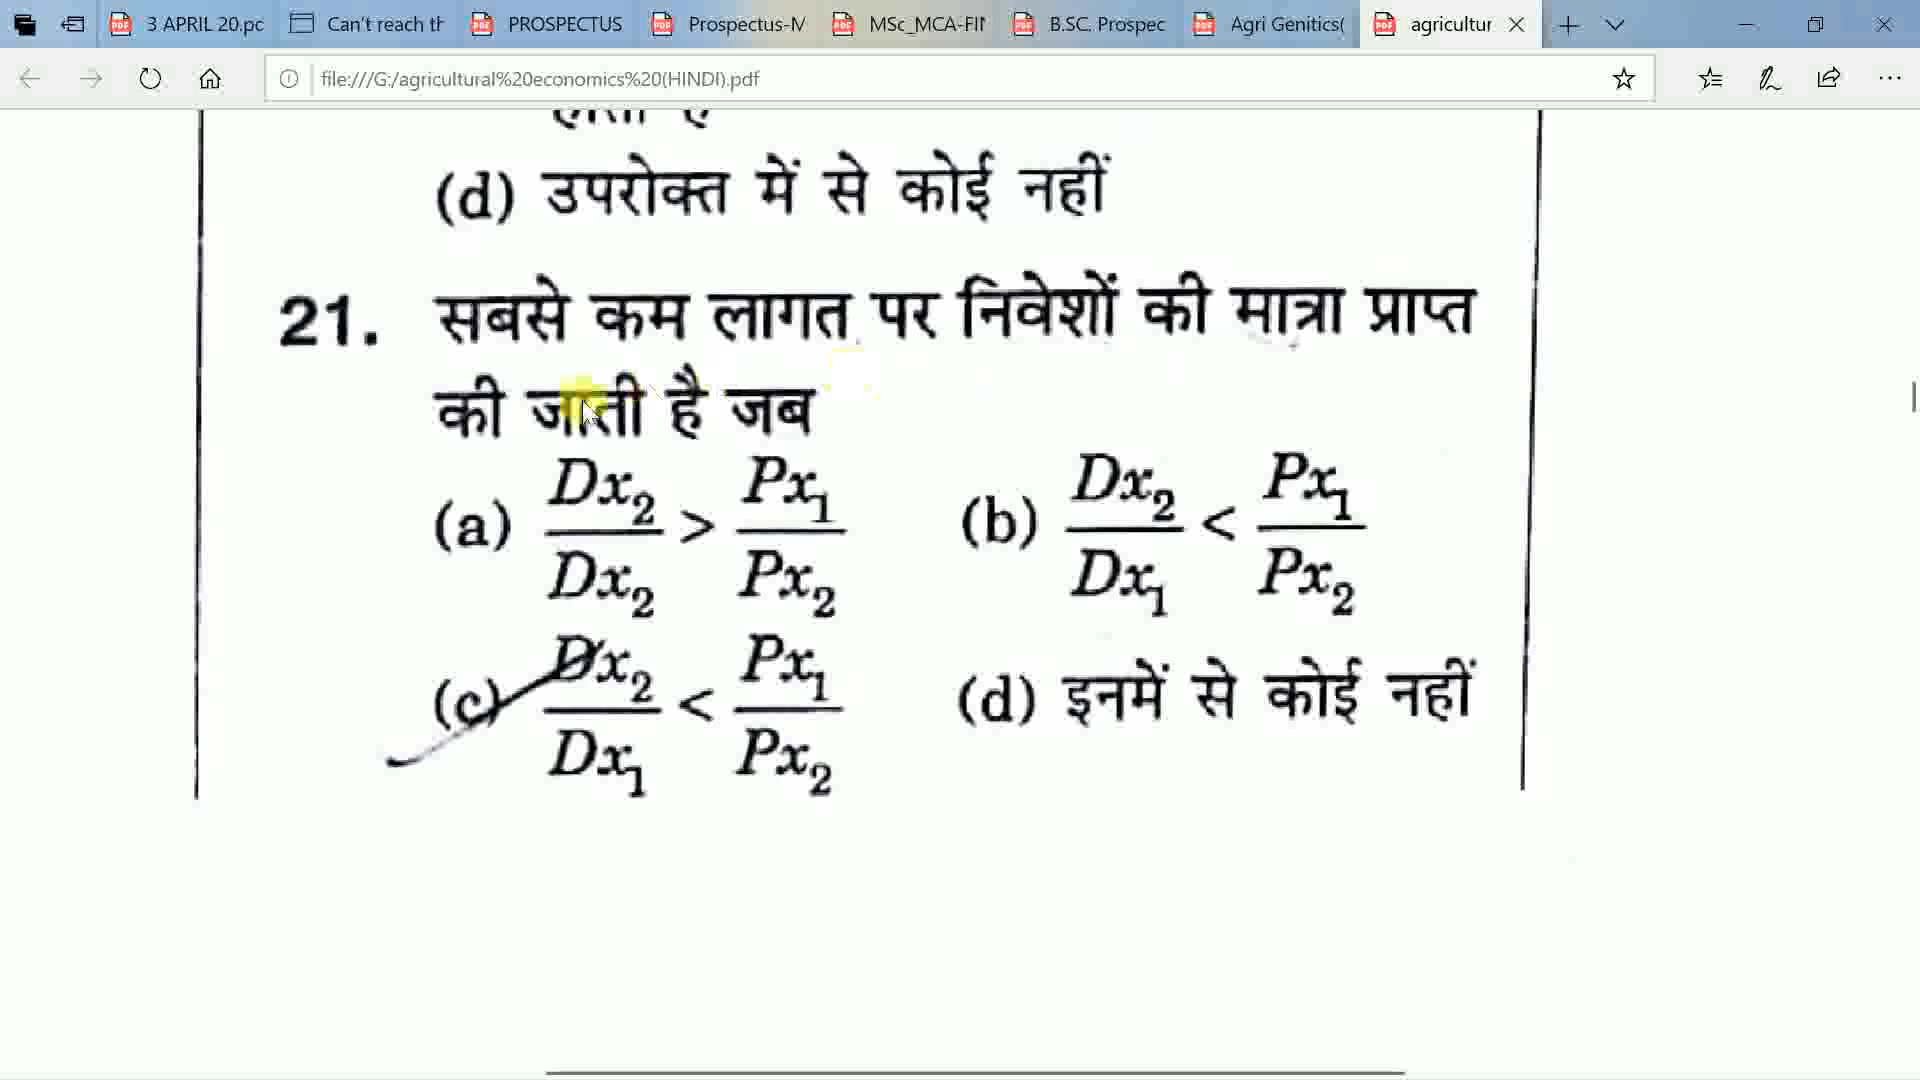 3 APRIL 20.pc
Can't reach th
PROSPECTUS
Prospectus-M
MSc_MCA-FIN
B.SC. Prospec
Agri Genitics(
agricultur
file:///G:/agricultural%20economics%20(HINDI).pdf
(d) उपरोक्त में से कोई नहीं
21. सबसे कम लागत पर निवेशों की मात्रा प्राप्त
की जाती है जब
(a) Dx₂/Dx₂ > Px₁/Px₂ (b) Dx₂/Dx₁ < Px₁/Px₂
(c) Dx₂/Dx₁ < Px₁/Px₂ (d) इनमें से कोई नहीं